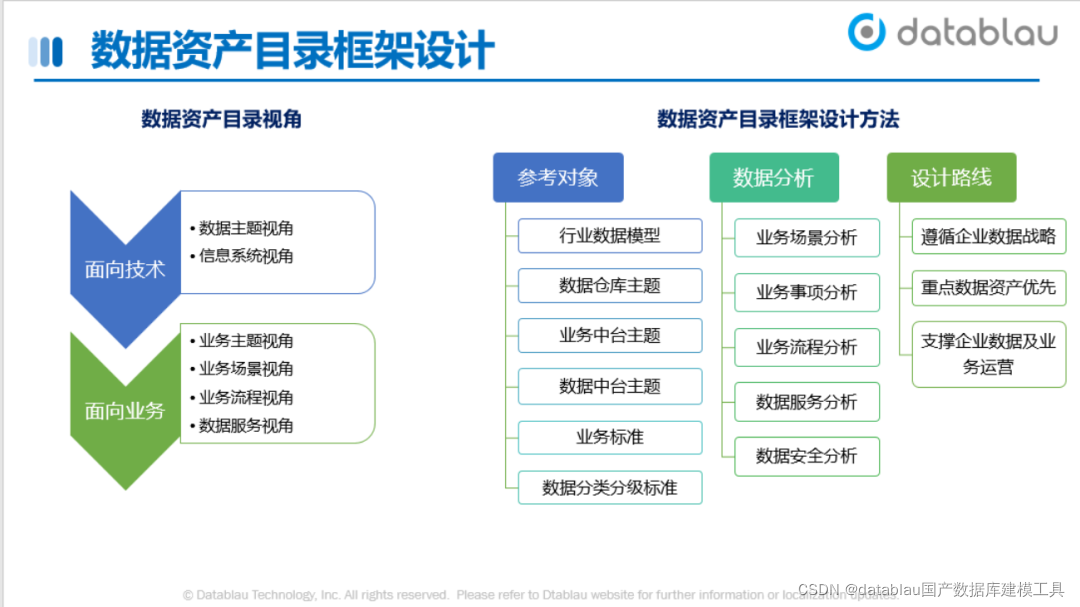 数据资产目录框架设计
datablau
数据资产目录视角
面向技术
• 数据主题视角
• 信息系统视角
面向业务
• 业务主题视角
• 业务场景视角
• 业务流程视角
• 数据服务视角
数据资产目录框架设计方法
参考对象
行业数据模型
数据仓库主题
业务中台主题
数据中台主题
业务标准
数据分类分级标准
数据分析
业务场景分析
业务事项分析
业务流程分析
数据服务分析
数据安全分析
设计路线
遵循企业数据战略
重点数据资产优先
支撑企业数据及业
务运营
© Datablau Technology, Inc. All rights reserved. Please refer to Dtablau website for further information or localization updates.
CSDN @datablau国产数据库建模工具